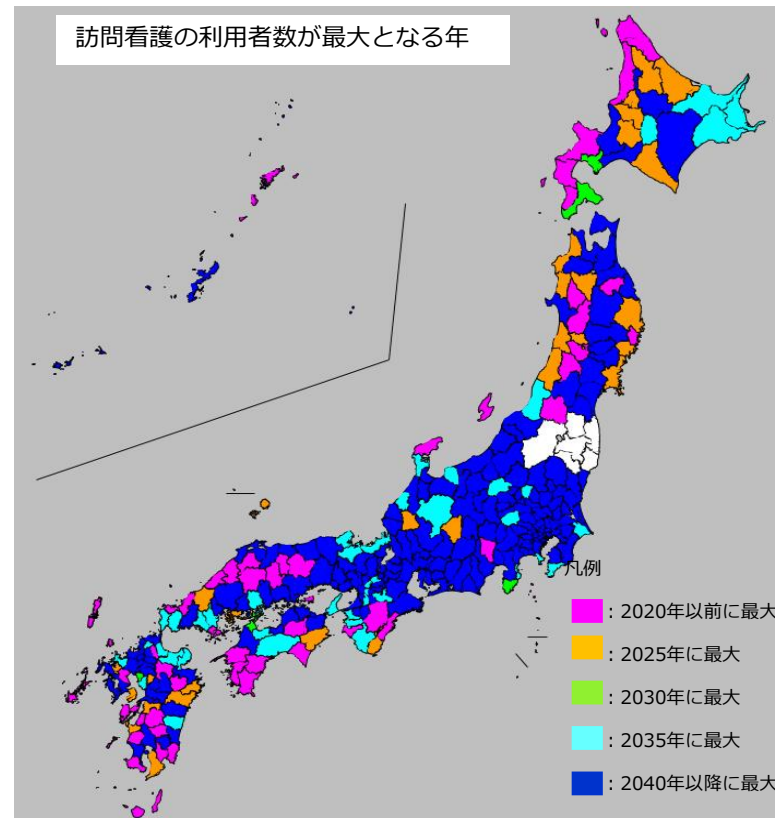 訪問看護の利用者数が最大となる年
凡例
：2020年以前に最大
：2025年に最大
：2030年に最大
：2035年に最大
：2040年以降に最大